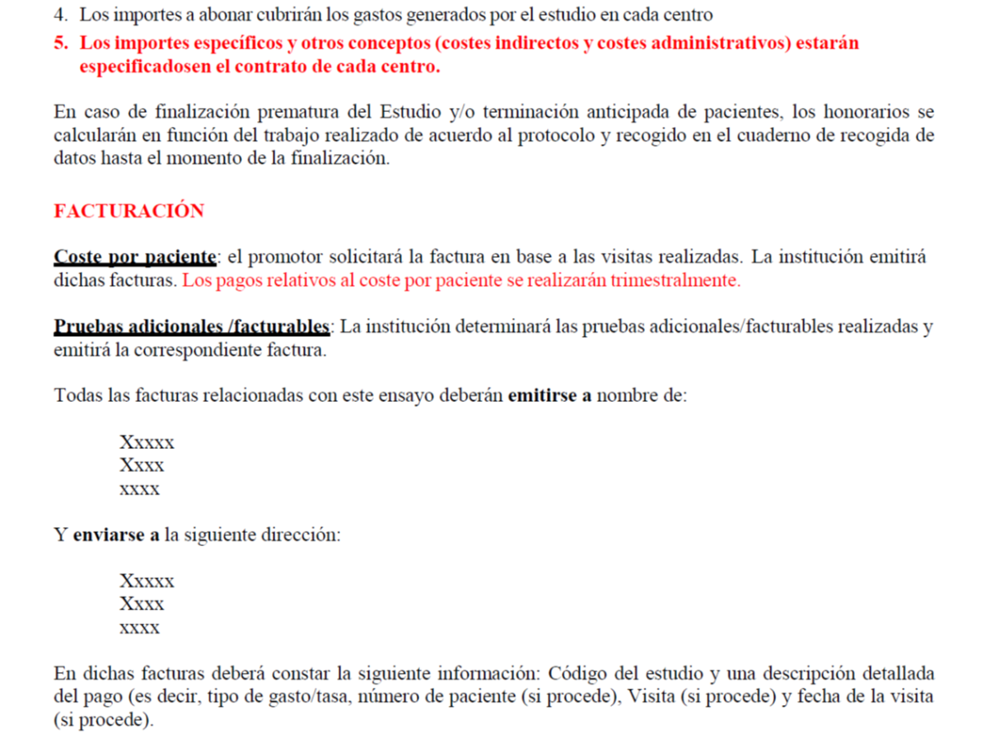 4. Los importes a abonar cubrirán los gastos generados por el estudio en cada centro
5. Los importes específicos y otros conceptos (costes indirectos y costes administrativos) estarán
especificadosen el contrato de cada centro.
En caso de finalización prematura del Estudio y/o terminación anticipada de pacientes, los honorarios se
calcularán en función del trabajo realizado de acuerdo al protocolo y recogido en el cuaderno de recogida de
datos hasta el momento de la finalización.
FACTURACIÓN
Coste por paciente: el promotor solicitará la factura en base a las visitas realizadas. La institución emitirá
dichas facturas. Los pagos relativos al coste por paciente se realizarán trimestralmente.
Pruebas adicionales /facturables: La institución determinará las pruebas adicionales/facturables realizadas y
emitirá la correspondiente factura.
Todas las facturas relacionadas con este ensayo deberán emitirse a nombre de:
Xxxxx
Xxxx
xxxx
Y enviarse a la siguiente dirección:
Xxxxx
Xxxx
xxxx
En dichas facturas deberá constar la siguiente información: Código del estudio y una descripción detallada
del pago (es decir, tipo de gasto/tasa, número de paciente (si procede), Visita (si procede) y fecha de la visita
(si procede).